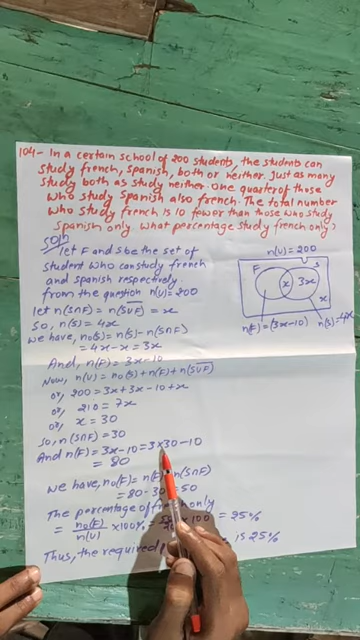 104- In a certain school of 200 students, the students can
study french, spanish, both or neither. Just as many
study both as study neither. One quarter of those
who study spanish also french. The total number
who study french is 10 fewer than those who study
Spanish only. What percentage study french only?
Soln
let F and S be the set of
student who can study french
and spanish respectively
from the question n(U) = 200
let n(S∩F) = n(S∪F) = x
So, n(S) = 4x
we have, no(S) = n(S) - n(S∩F)
= 4x - x = 3x
And, n(F) = 3x - 10
Now, n(U) = no(S) + n(F) + n(S∪F)
or, 200 = 3x + 3x - 10 + x
or, 210 = 7x
or, x = 30
So, n(S∩F) = 30
And n(F) = 3x - 10 = 3×30 - 10
= 80
we have, no(F) = n(F) - n(S∩F)
= 80 - 30 = 50
The percentage of french only
= no(F)/n(U) × 100% = × 100 = 25%
Thus, the required is 25%
n(U) = 200
F
S
x
3x
x
n(F) = (3x-10)
n(S) = 4x